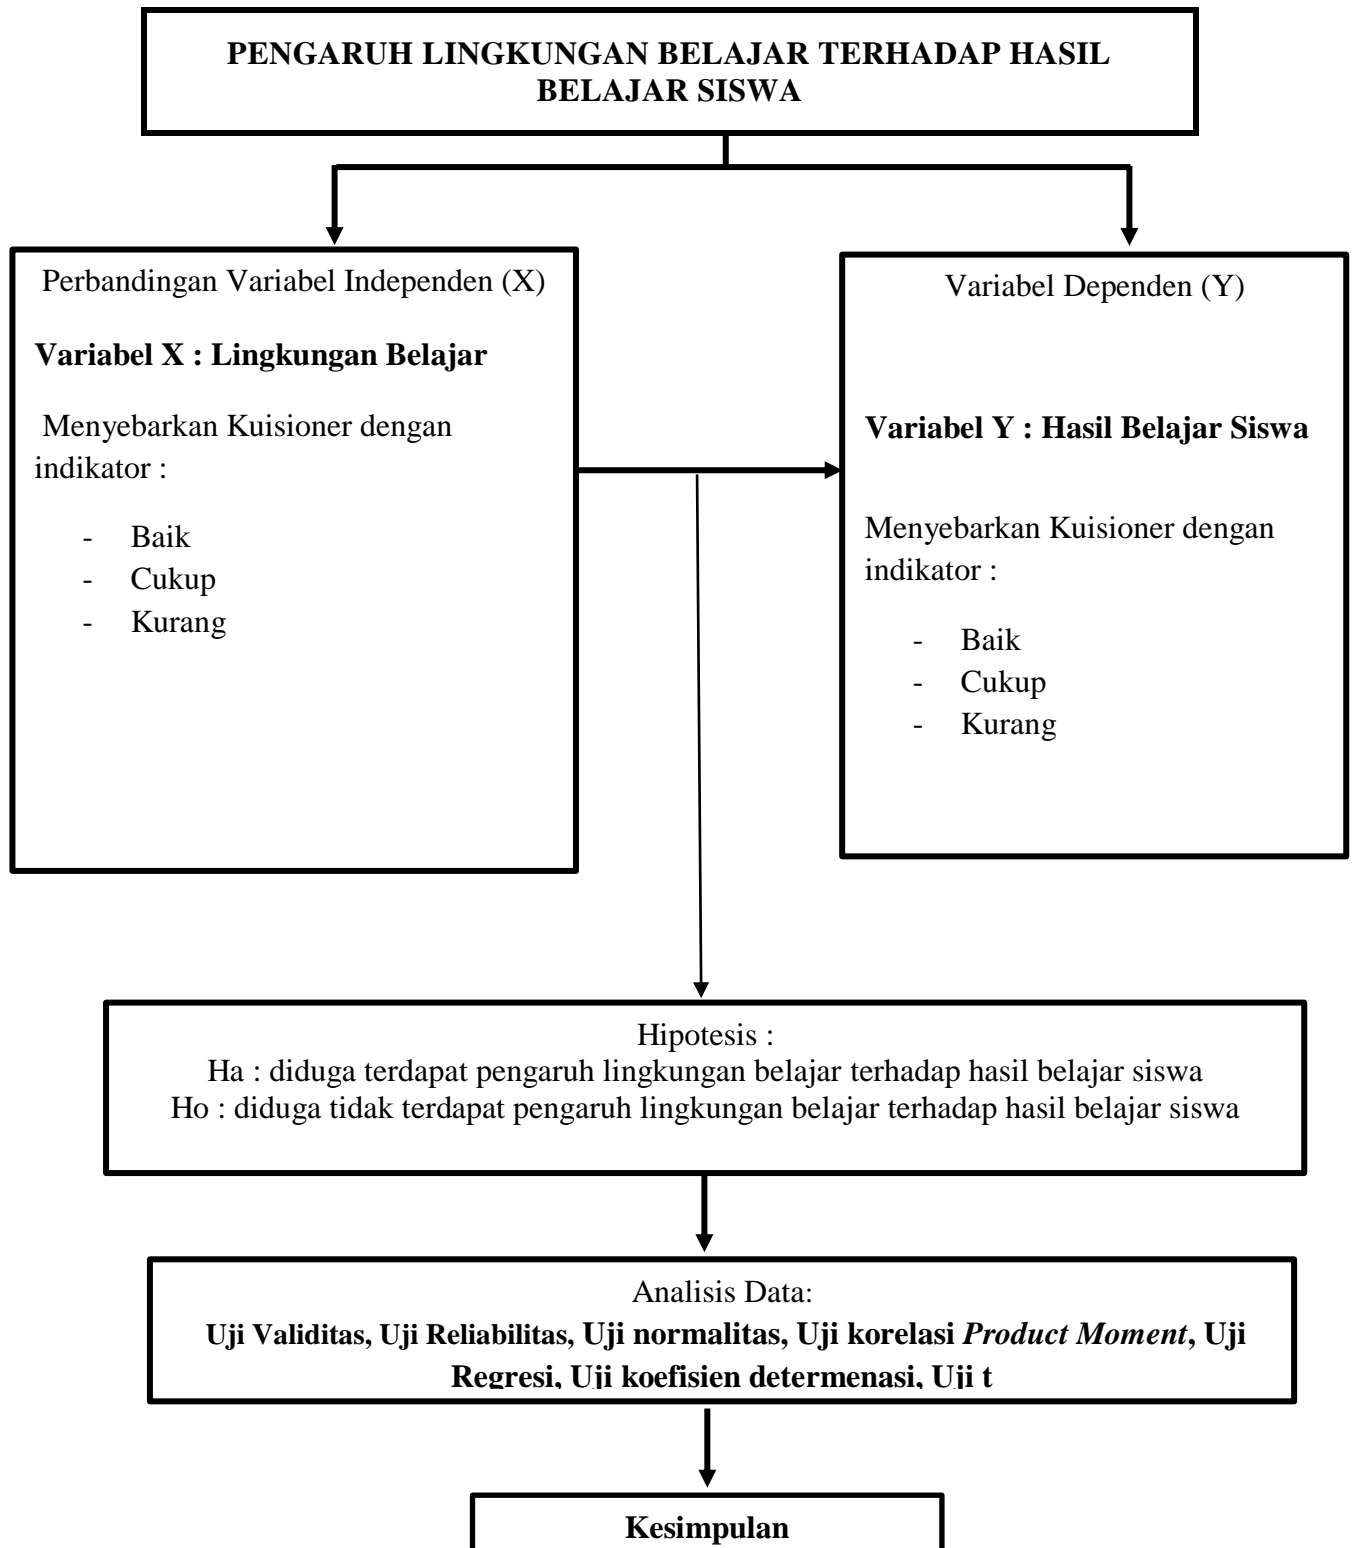 PENGARUH LINGKUNGAN BELAJAR TERHADAP HASIL
BELAJAR SISWA
Perbandingan Variabel Independen (X)
Variabel X : Lingkungan Belajar
Menyebarkan Kuisioner dengan
indikator :
- Baik
- Cukup
- Kurang
Variabel Dependen (Y)
Variabel Y : Hasil Belajar Siswa
Menyebarkan Kuisioner dengan
indikator :
- Baik
- Cukup
- Kurang
Hipotesis :
Ha : diduga terdapat pengaruh lingkungan belajar terhadap hasil belajar siswa
Ho : diduga tidak terdapat pengaruh lingkungan belajar terhadap hasil belajar siswa
Analisis Data:
Uji Validitas, Uji Reliabilitas, Uji normalitas, Uji korelasi Product Moment, Uji
Regresi, Uji koefisien determenasi, Uji t
Kesimpulan